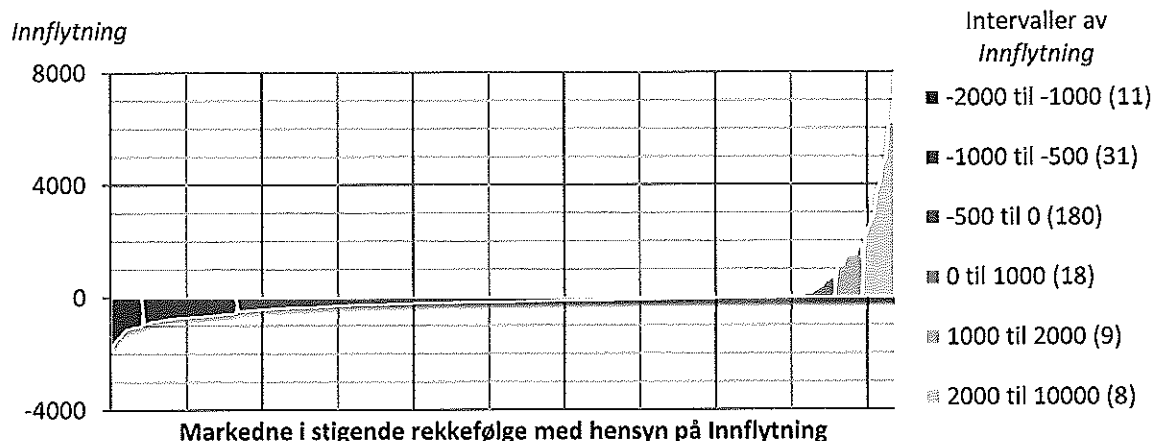 Innflytning
8000
4000
0
-4000
Markedne i stigende rekkefølge med hensyn på Innflytning
Intervaller av
Innflytning
-2000 til -1000 (11)
-1000 til -500 (31)
-500 til 0 (180)
0 til 1000 (18)
1000 til 2000 (9)
2000 til 10000 (8)